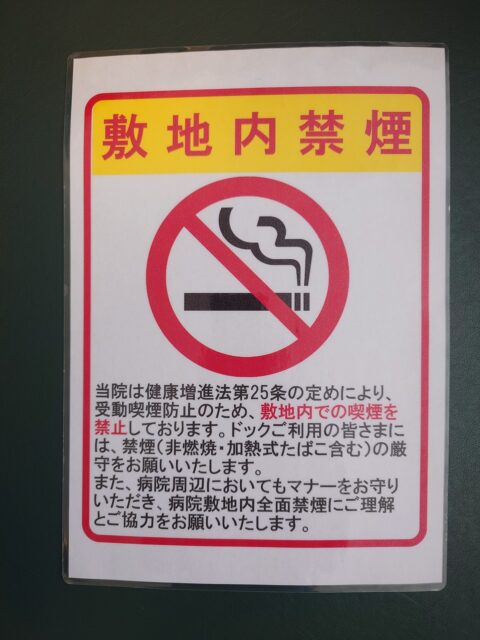 敷地内禁煙
当院は健康増進法第25条の定めにより、
受動喫煙防止のため、敷地内での喫煙を
禁止しております。ドックご利用の皆さまに
は、禁煙(非燃焼・加熱式たばこ含む)の厳
守をお願いいたします。
また、病院周辺においてもマナーをお守り
いただき、病院敷地内全面禁煙にご理解
とご協力をお願いいたします。